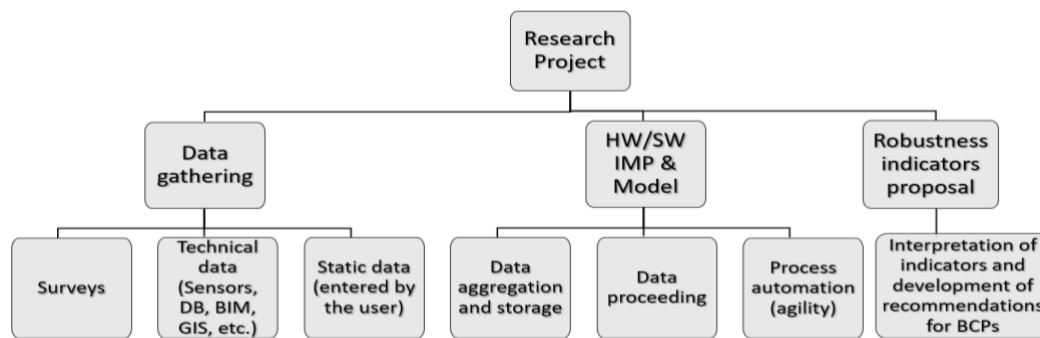 Research
Project
Data
gathering
HW/SW
IMP &
Model
Robustness
indicators
proposal
Surveys
Technical
data
(Sensors,
DB, BIM,
GIS, etc.)
Static data
(entered by
the user)
Data
aggregation
and storage
Data
proceeding
Process
automation
(agility)
Interpretation of
indicators and
development of
recommendations
for BCPs